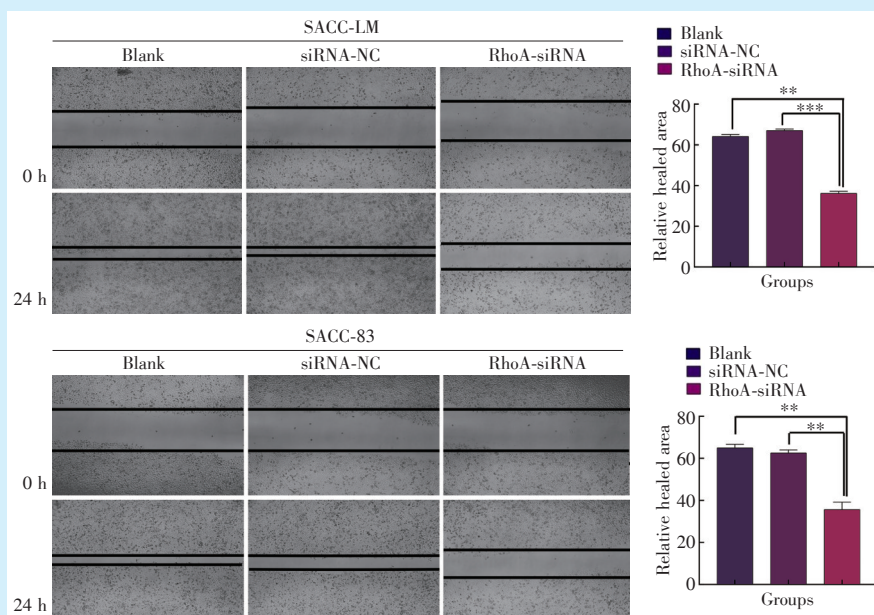 SACC-LM
Blank siRNA-NC RhoA-siRNA
0 h
24 h
Blank
siRNA-NC
RhoA-siRNA
** 
***
80
60
40
20
0
Relative healed area
Groups
SACC-83
Blank siRNA-NC RhoA-siRNA
0 h
24 h
Blank
siRNA-NC
RhoA-siRNA
**
**
80
60
40
20
0
Relative healed area
Groups